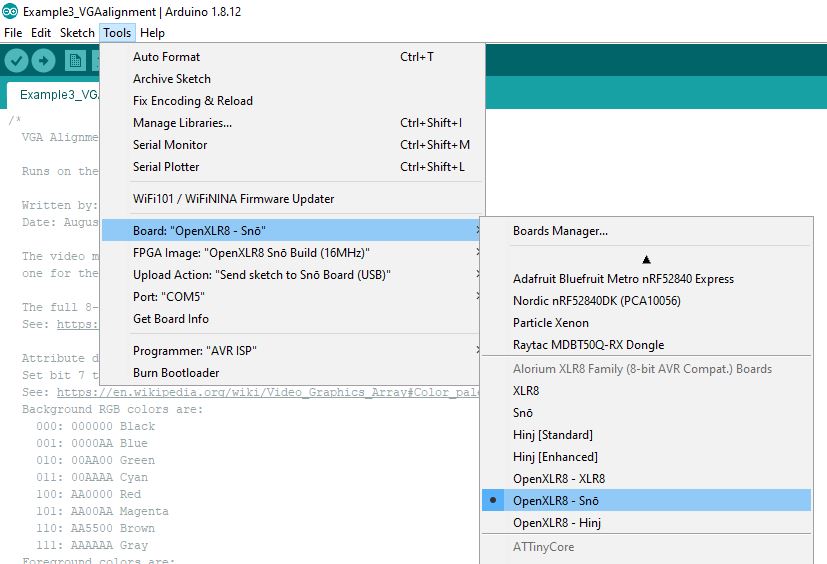 Example3_VGAalignment | Arduino 1.8.12
File Edit Sketch Tools Help
Example3_VGA
Auto Format Ctrl+T
Archive Sketch
Fix Encoding & Reload
Manage Libraries... Ctrl+Shift+I
Serial Monitor Ctrl+Shift+M
Serial Plotter Ctrl+Shift+L
WiFi101 / WiFiNINA Firmware Updater
Board: "OpenXLR8 - Snō"
FPGA Image: "OpenXLR8 Snō Build (16MHz)"
Upload Action: "Send sketch to Snō Board (USB)"
Port: "COM5"
Get Board Info
Programmer: "AVR ISP"
Burn Bootloader
Boards Manager...
Adafruit Bluefruit Metro nRF52840 Express
Nordic nRF52840DK (PCA10056)
Particle Xenon
Raytac MDBT50Q-RX Dongle
Alorium XLR8 Family (8-bit AVR Compat.) Boards
XLR8
Snō
Hinj [Standard]
Hinj [Enhanced]
OpenXLR8 - XLR8
OpenXLR8 - Snō
OpenXLR8 - Hinj
ATTinyCore
/*
VGA Alignme
Runs on the
Written by:
Date: Augus
The video m
one for the
The full 8-
See: https:
Attribute d
Set bit 7 t
See: https://en.wikipedia.org/wiki/Video_Graphics_Array#Color_pal
Background RGB colors are:
000: 000000 Black
001: 0000AA Blue
010: 00AA00 Green
011: 00AAAA Cyan
100: AA0000 Red
101: AA00AA Magenta
110: AA5500 Brown
111: AAAAAA Gray
Foreground colors are: